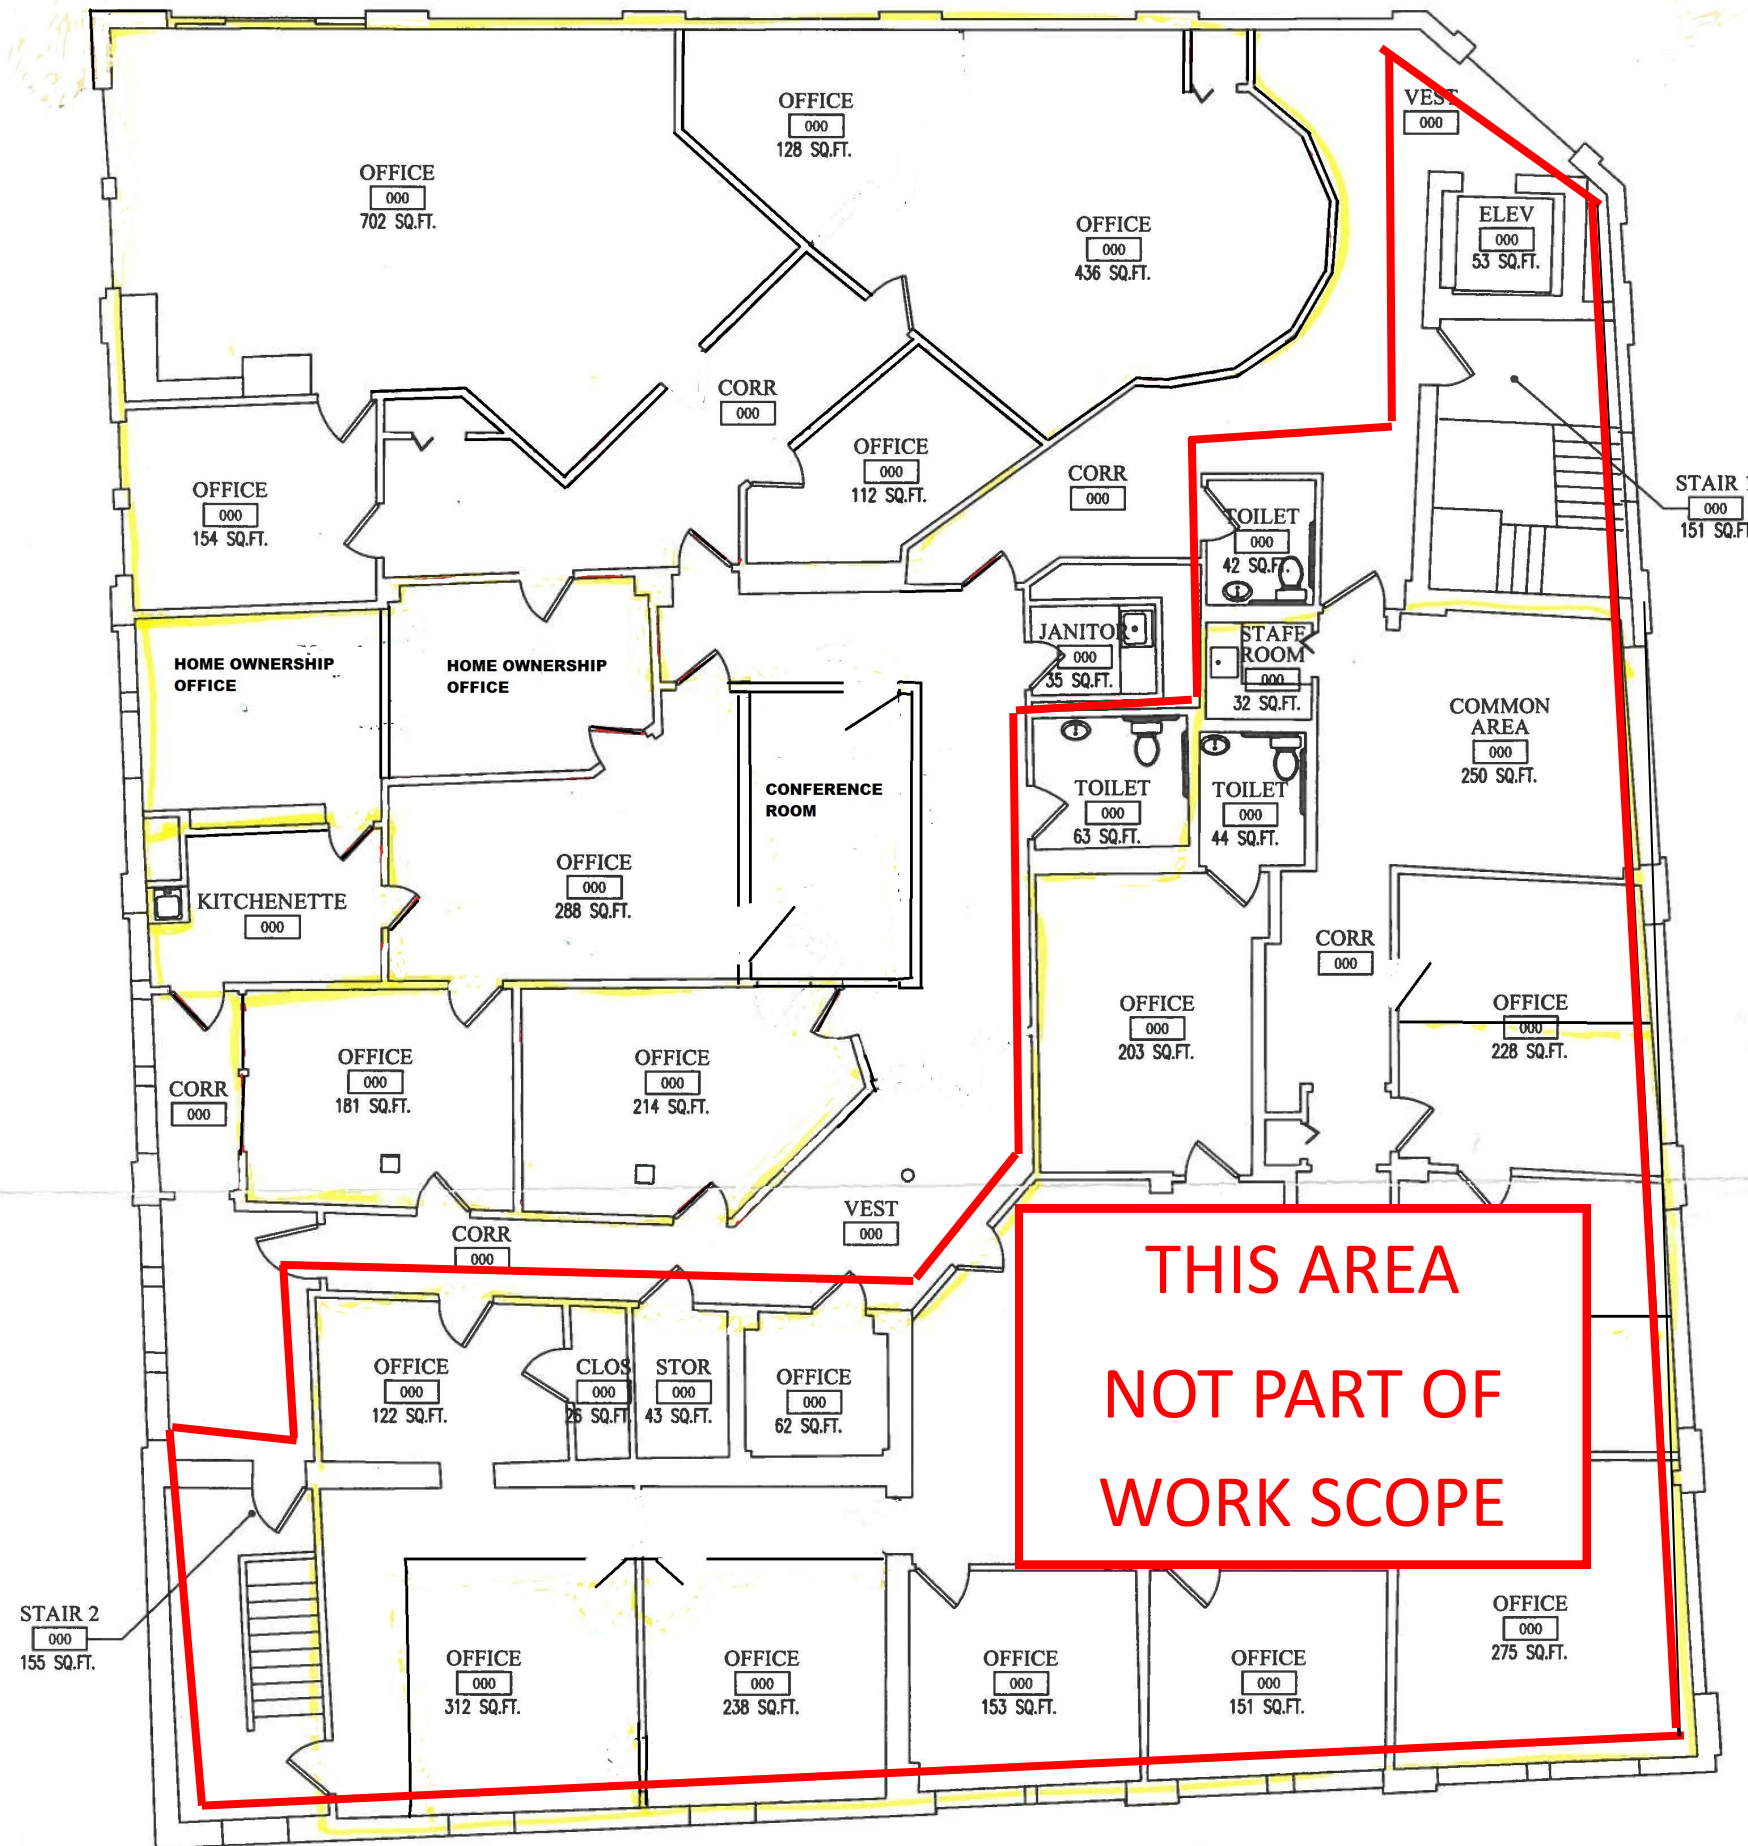 OFFICE
000
128 SQ.FT.
VEST
000
OFFICE
000
702 SQ.FT.
OFFICE
000
436 SQ.FT.
ELEV
000
53 SQ.FT.
CORR
000
OFFICE
000
112 SQ.FT.
CORR
000
OFFICE
000
154 SQ.FT.
TOILET
000
42 SQ.FT.
STAIR 1
000
151 SQ.FT
HOME OWNERSHIP
OFFICE
HOME OWNERSHIP
OFFICE
JANITOR
000
35 SQ.FT.
STAFF
ROOM
000
32 SQ.FT.
COMMON
AREA
000
250 SQ.FT.
CONFERENCE
ROOM
TOILET
000
63 SQ.FT.
TOILET
000
44 SQ.FT.
OFFICE
000
288 SQ.FT.
KITCHENETTE
000
CORR
000
OFFICE
000
203 SQ.FT.
OFFICE
000
228 SQ.FT.
CORR
000
OFFICE
000
181 SQ.FT.
OFFICE
000
214 SQ.FT.
VEST
000
CORR
000
THIS AREA
NOT PART OF
WORK SCOPE
OFFICE
000
122 SQ.FT.
CLOS
000
26 SQ.FT.
STOR
000
43 SQ.FT.
OFFICE
000
62 SQ.FT.
STAIR 2
000
155 SQ.FT.
OFFICE
000
312 SQ.FT.
OFFICE
000
238 SQ.FT.
OFFICE
000
153 SQ.FT.
OFFICE
000
151 SQ.FT.
OFFICE
000
275 SQ.FT.